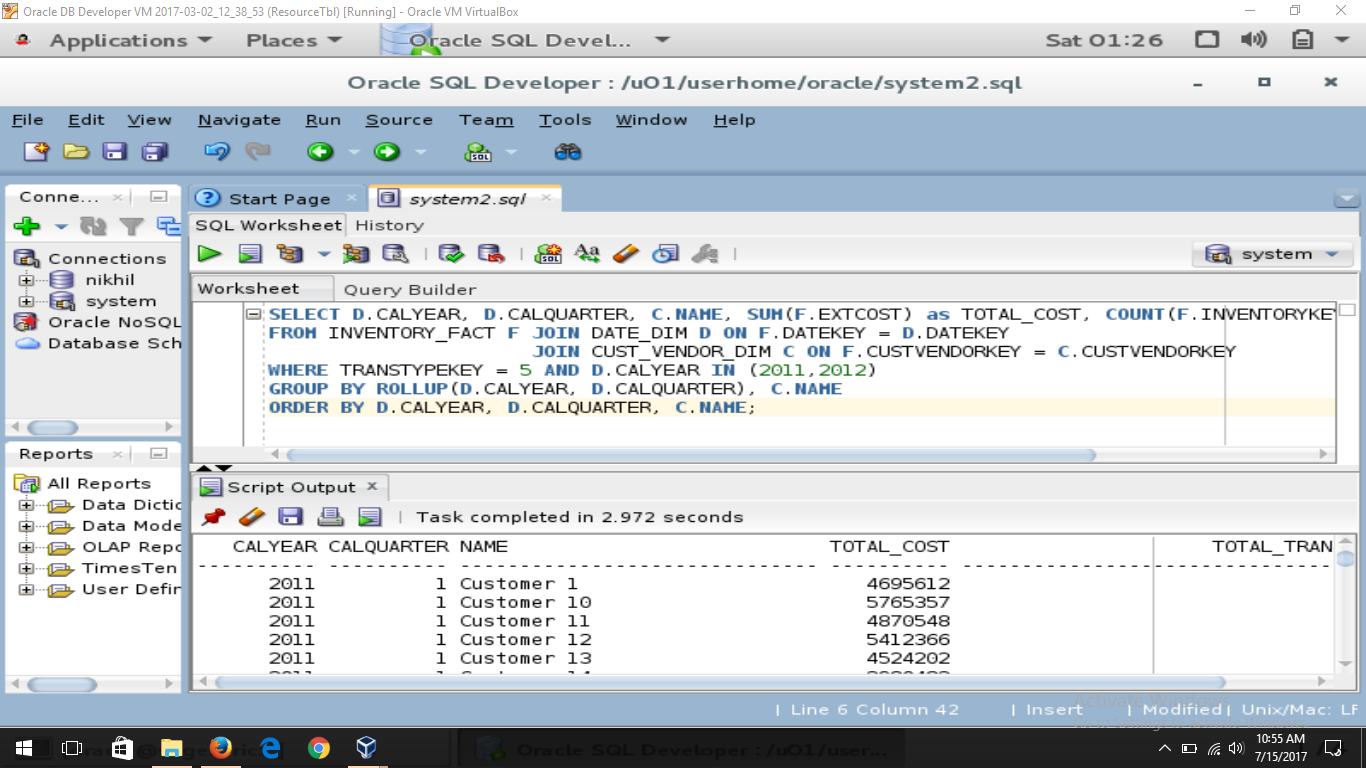 Oracle DB Developer VM 2017-03-02_12_38_53 (ResourceTbl) [Running] - Oracle VM VirtualBox
Applications Places Oracle SQL Devel... Sat 01:26
Oracle SQL Developer : /u01/userhome/oracle/system2.sql
File Edit View Navigate Run Source Team Tools Window Help
Conne...
Start Page
system2.sql
SQL Worksheet History
system
Connections
nikhil
system
Oracle NoSQL
Database Sch
Worksheet Query Builder
SELECT D.CALYEAR, D.CALQUARTER, C.NAME, SUM(F.EXTCOST) as TOTAL_COST, COUNT(F.INVENTORYKE
FROM INVENTORY_FACT F JOIN DATE_DIM D ON F.DATEKEY = D.DATEKEY
JOIN CUST_VENDOR_DIM C ON F.CUSTVENDORKEY = C.CUSTVENDORKEY
WHERE TRANSTYPEKEY = 5 AND D.CALYEAR IN (2011,2012)
GROUP BY ROLLUP(D.CALYEAR, D.CALQUARTER), C.NAME
ORDER BY D.CALYEAR, D.CALQUARTER, C.NAME;
Reports
All Reports
Data Dictic
Data Mode
OLAP Repo
TimesTen
User Defin
Script Output
Task completed in 2.972 seconds
CALYEAR CALQUARTER NAME TOTAL_COST TOTAL_TRAN
2011 1 Customer 1 4695612
2011 1 Customer 10 5765357
2011 1 Customer 11 4870548
2011 1 Customer 12 5412366
2011 1 Customer 13 4524202
Activate Windows
Line 6 Column 42 Insert Modified Unix/Mac: LF
Oracle SQL Developer : /u01/user...
10:55 AM
7/15/2017